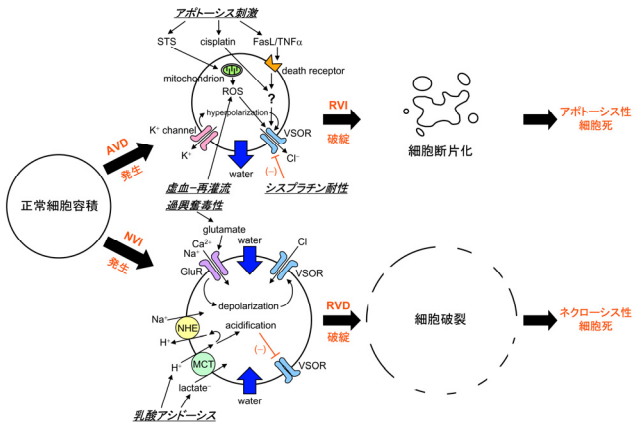 アポトーシス刺激
STS
cisplatin
FasL/TNFα
mitochondrion
death receptor
ROS
?
hyperpolarization
K⁺ channel
VSOR
K⁺
Cl⁻
water
(−)
虚血−再灌流
過興奮毒性
シスプラチン耐性
AVD
発生
RVI
破綻
細胞断片化
アポトーシス性
細胞死
正常細胞容積
NVI
発生
glutamate
Ca²⁺
Na⁺
GluR
water
Cl
VSOR
depolarization
Na⁺
NHE
H⁺
acidification
(−)
MCT
H⁺
lactate⁻
VSOR
water
乳酸アシドーシス
RVD
破綻
細胞破裂
ネクローシス性
細胞死